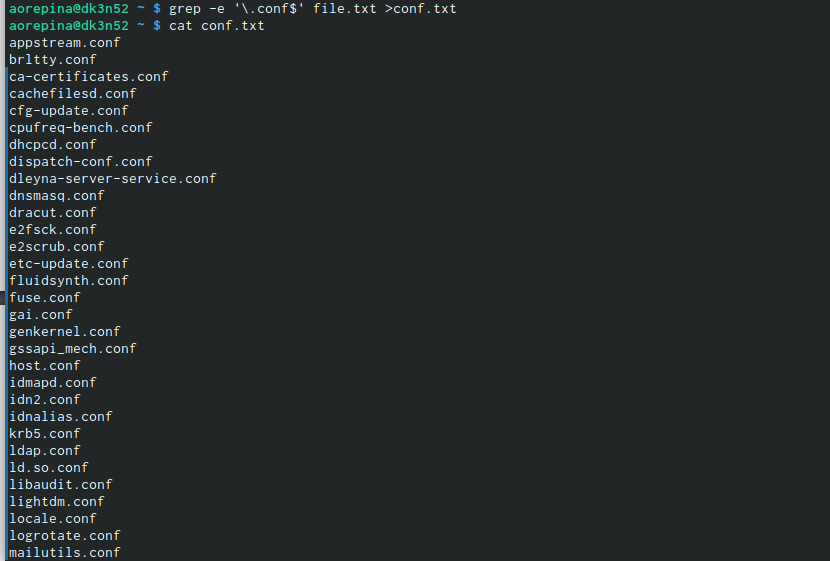 aorepina@dk3n52 ~ $ grep -e '\.conf$' file.txt >conf.txt
aorepina@dk3n52 ~ $ cat conf.txt
appstream.conf
brltty.conf
ca-certificates.conf
cachefilesd.conf
cfg-update.conf
cpufreq-bench.conf
dhcpcd.conf
dispatch-conf.conf
dleyna-server-service.conf
dnsmasq.conf
dracut.conf
e2fsck.conf
e2scrub.conf
etc-update.conf
fluidsynth.conf
fuse.conf
gai.conf
genkernel.conf
gssapi_mech.conf
host.conf
idmapd.conf
idn2.conf
idnalias.conf
krb5.conf
ldap.conf
ld.so.conf
libaudit.conf
lightdm.conf
locale.conf
logrotate.conf
mailutils.conf